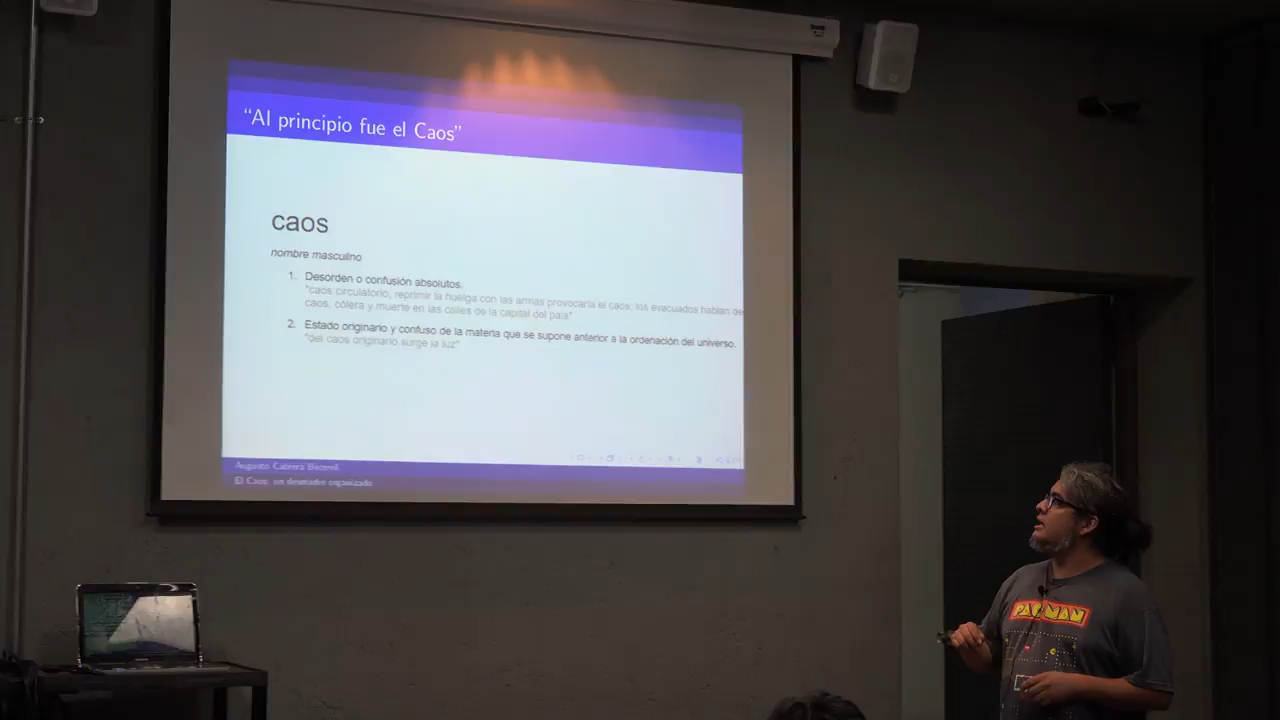 “Al principio fue el Caos”
caos
nombre masculino
1. Desorden o confusión absolutos.
"caos circulatorio, reprimir la huelga con las armas provocaría el caos; los evacuados hablan de
caos, cólera y muerte en las calles de la capital del país"
2. Estado originario y confuso de la materia que se supone anterior a la ordenación del universo.
"del caos originario surge la luz"
Augusto Cabrera Becerril
El Caos: un desmadre organizado
PAC-MAN